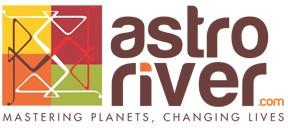 astro
river
.com
MASTERING PLANETS, CHANGING LIVES